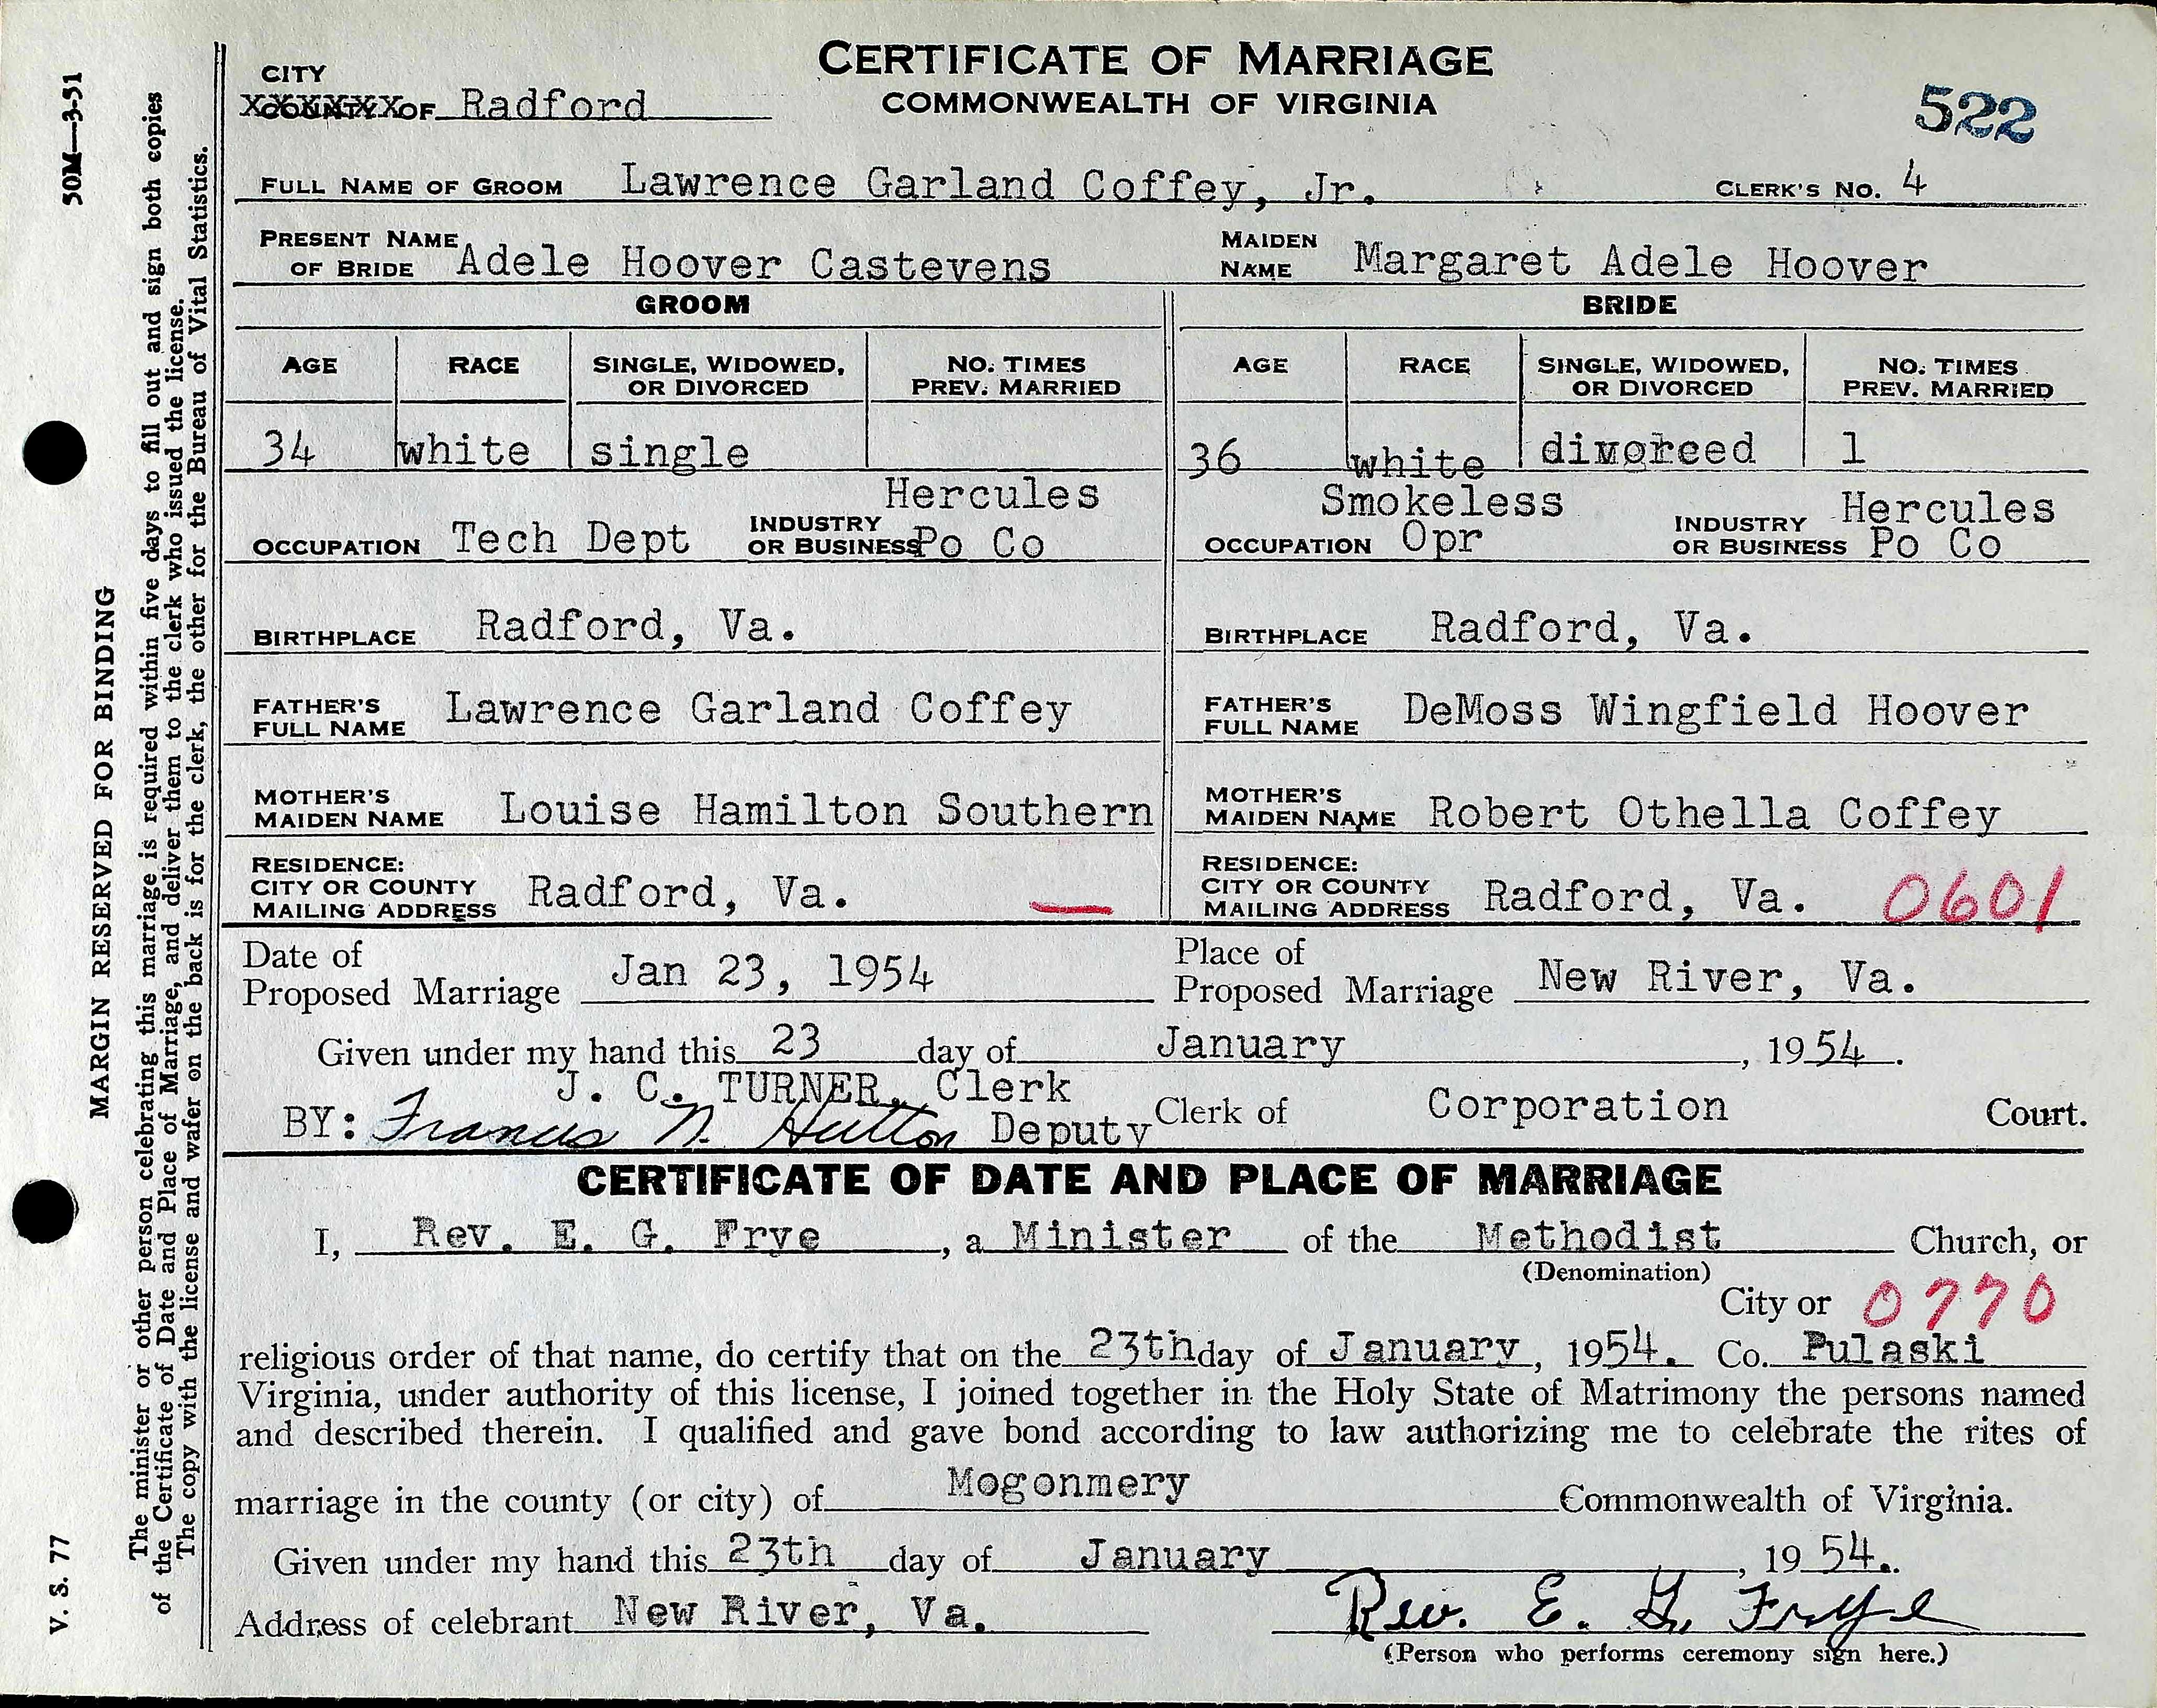 CERTIFICATE OF MARRIAGE
COMMONWEALTH OF VIRGINIA
CITY
XXXXXXX OF Radford
522
FULL NAME OF GROOM Lawrence Garland Coffey, Jr. CLERK'S NO. 4
PRESENT NAME OF BRIDE Adele Hoover Castevens MAIDEN NAME Margaret Adele Hoover
GROOM BRIDE
AGE RACE SINGLE, WIDOWED, OR DIVORCED NO. TIMES PREV. MARRIED AGE RACE SINGLE, WIDOWED, OR DIVORCED NO. TIMES PREV. MARRIED
34 white single 36 white divorced 1
OCCUPATION Tech Dept INDUSTRY OR BUSINESS Hercules Po Co OCCUPATION Smokeless Opr INDUSTRY OR BUSINESS Hercules Po Co
BIRTHPLACE Radford, Va. BIRTHPLACE Radford, Va.
FATHER'S FULL NAME Lawrence Garland Coffey FATHER'S FULL NAME DeMoss Wingfield Hoover
MOTHER'S MAIDEN NAME Louise Hamilton Southern MOTHER'S MAIDEN NAME Robert Othella Coffey
RESIDENCE: CITY OR COUNTY MAILING ADDRESS Radford, Va. — RESIDENCE: CITY OR COUNTY MAILING ADDRESS Radford, Va. 0601
Date of Proposed Marriage Jan 23, 1954 Place of Proposed Marriage New River, Va.
Given under my hand this 23 day of January, 1954.
J. C. TURNER, Clerk
BY: Francis N. Hutton Deputy Clerk of Corporation Court.
CERTIFICATE OF DATE AND PLACE OF MARRIAGE
I, Rev. E. G. Frye, a Minister of the Methodist Church, or
(Denomination)
City or 0770
religious order of that name, do certify that on the 23th day of January, 1954. Co. Pulaski
Virginia, under authority of this license, I joined together in the Holy State of Matrimony the persons named
and described therein. I qualified and gave bond according to law authorizing me to celebrate the rites of
marriage in the county (or city) of Mogonmery Commonwealth of Virginia.
Given under my hand this 23th day of January, 19 54.
Address of celebrant New River, Va. Rev. E. G. Frye
(Person who performs ceremony sign here.)
50M—3-51
MARGIN RESERVED FOR BINDING
V. S. 77
The minister or other person celebrating this marriage is required within five days to fill out and sign both copies
of the Certificate of Date and Place of Marriage, and deliver them to the clerk who issued the license.
The copy with the license and wafer on the back is for the clerk, the other for the Bureau of Vital Statistics.